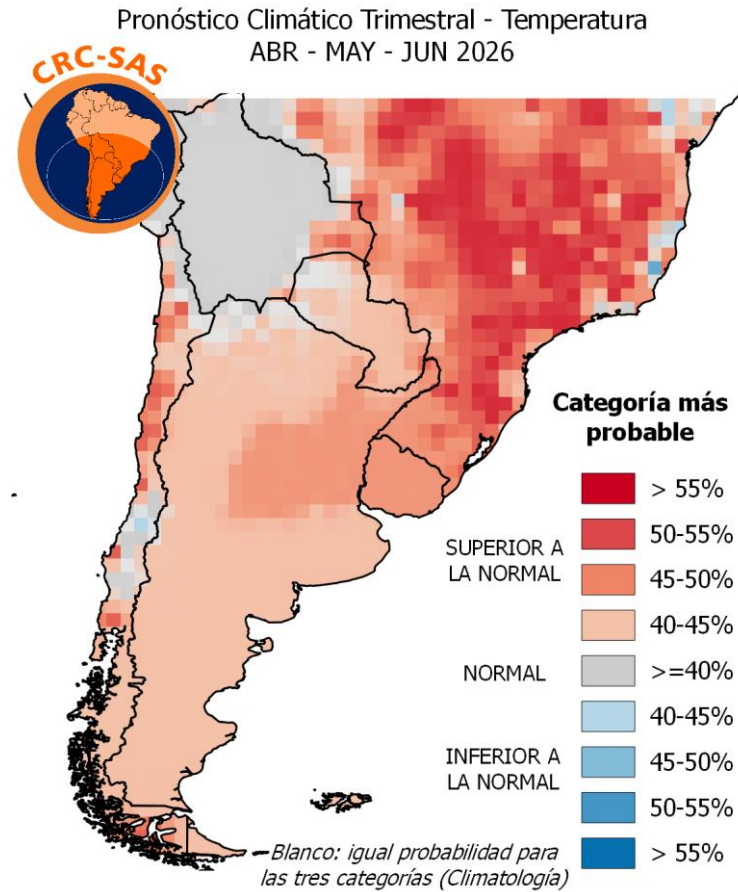 Pronóstico Climático Trimestral - Temperatura
ABR - MAY - JUN 2026
CRC-SAS
Categoría más
probable
> 55%
50-55%
SUPERIOR A
LA NORMAL
45-50%
40-45%
NORMAL
>=40%
40-45%
INFERIOR A
LA NORMAL
45-50%
50-55%
> 55%
Blanco: igual probabilidad para
las tres categorías (Climatología)